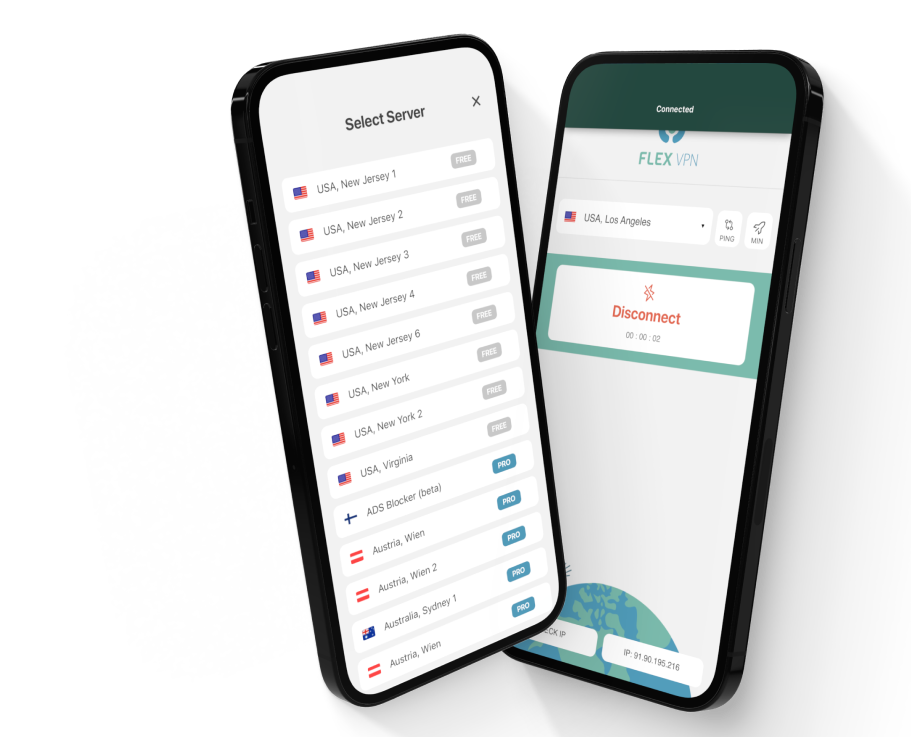 Select Server
USA, New Jersey 1
FREE
USA, New Jersey 2
FREE
USA, New Jersey 3
FREE
USA, New Jersey 4
FREE
USA, New Jersey 6
FREE
USA, New York
FREE
USA, New York 2
FREE
USA, Virginia
FREE
ADS Blocker (beta)
PRO
Austria, Wien
PRO
Austria, Wien 2
PRO
Australia, Sydney 1
PRO
Austria, Wien
PRO
Connected
FLEX VPN
USA, Los Angeles
PING
MIN
Disconnect
00 : 00 : 02
IP: 91.90.195.216